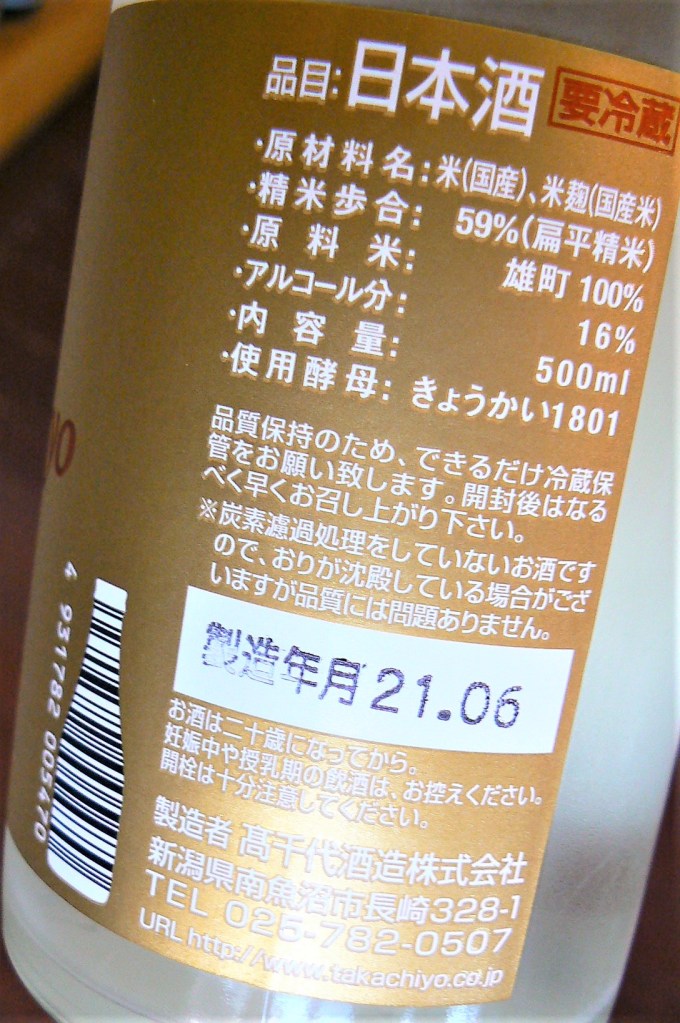 品目:日本酒 要冷蔵
・原材料名:米(国産)、米麹(国産米)
・精米歩合: 59%(扁平精米)
・原料米: 雄町100%
・アルコール分: 16%
・内容量: 500ml
・使用酵母: きょうかい1801
品質保持のため、できるだけ冷蔵保
管をお願い致します。開封後はなる
べく早くお召し上がり下さい。
※炭素濾過処理をしていないお酒です
ので、おりが沈殿している場合がござ
いますが品質には問題ありません。
製造年月 21.06
お酒は二十歳になってから。
妊娠中や授乳期の飲酒は、お控えください。
開栓は十分注意してください。
製造者 髙千代酒造株式会社
新潟県南魚沼市長崎328-1
TEL 025-782-0507
URL http://www.takachiyo.co.jp
4 931782 005470